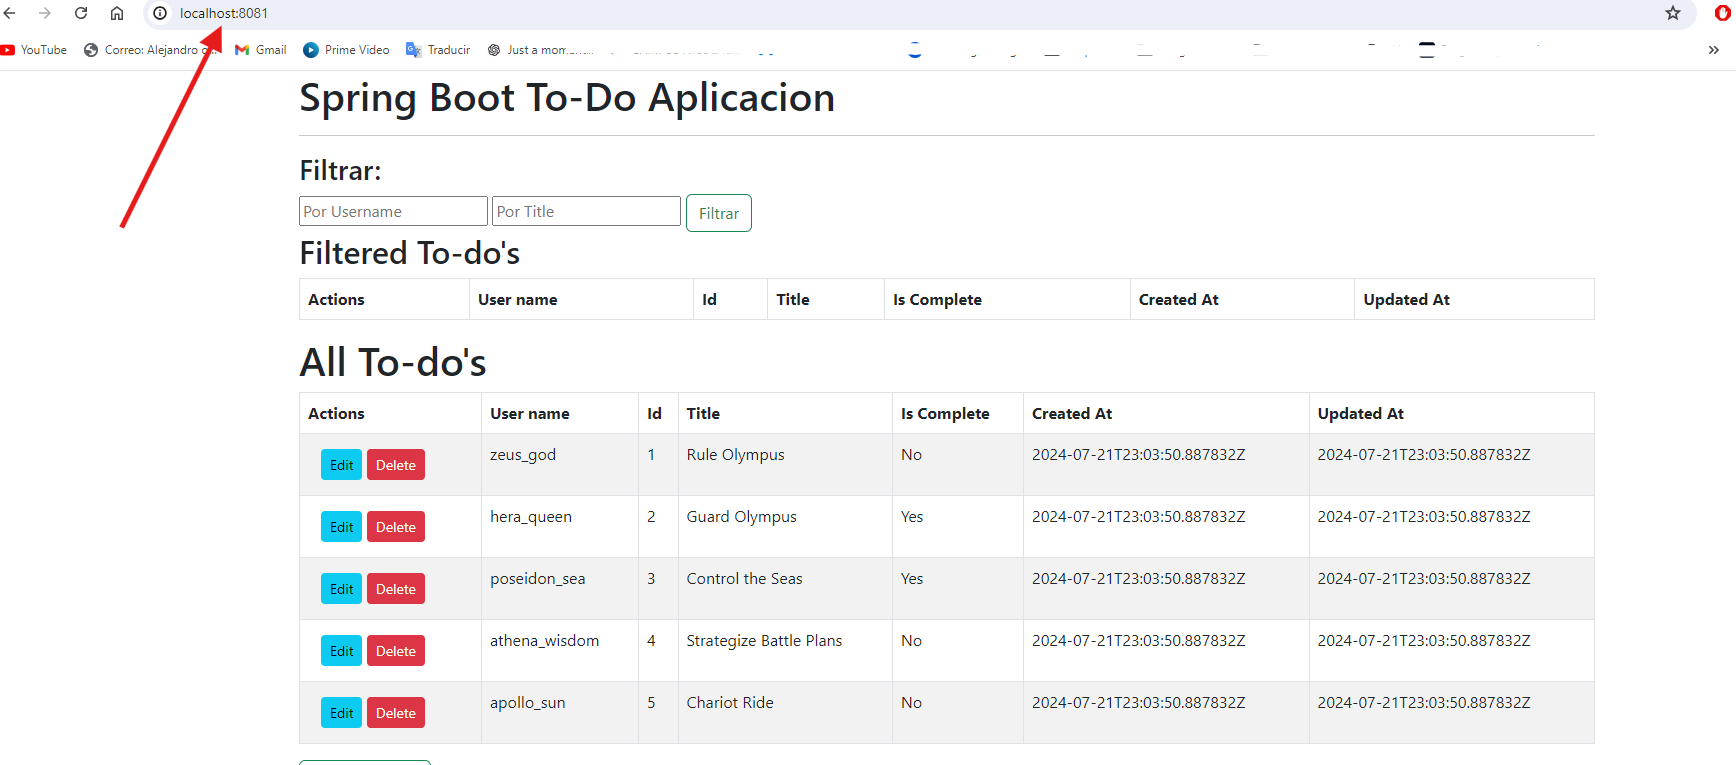 localhost:8081
YouTube Correo: Alejandro Gmail Prime Video Traducir Just a moment...
Spring Boot To-Do Aplicacion
Filtrar:
Por Username Por Title Filtrar
Filtered To-do's
Actions User name Id Title Is Complete Created At Updated At
All To-do's
Actions User name Id Title Is Complete Created At Updated At
Edit Delete zeus_god 1 Rule Olympus No 2024-07-21T23:03:50.887832Z 2024-07-21T23:03:50.887832Z
Edit Delete hera_queen 2 Guard Olympus Yes 2024-07-21T23:03:50.887832Z 2024-07-21T23:03:50.887832Z
Edit Delete poseidon_sea 3 Control the Seas Yes 2024-07-21T23:03:50.887832Z 2024-07-21T23:03:50.887832Z
Edit Delete athena_wisdom 4 Strategize Battle Plans No 2024-07-21T23:03:50.887832Z 2024-07-21T23:03:50.887832Z
Edit Delete apollo_sun 5 Chariot Ride No 2024-07-21T23:03:50.887832Z 2024-07-21T23:03:50.887832Z